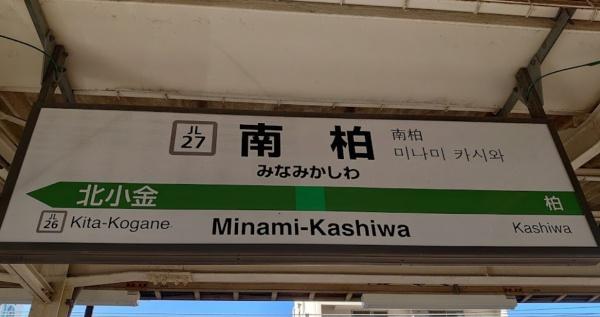 JL
27
南 柏
南柏
미나미 카시와
みなみかしわ
北小金
柏
JL
26
Kita-Kogane
Minami-Kashiwa
Kashiwa